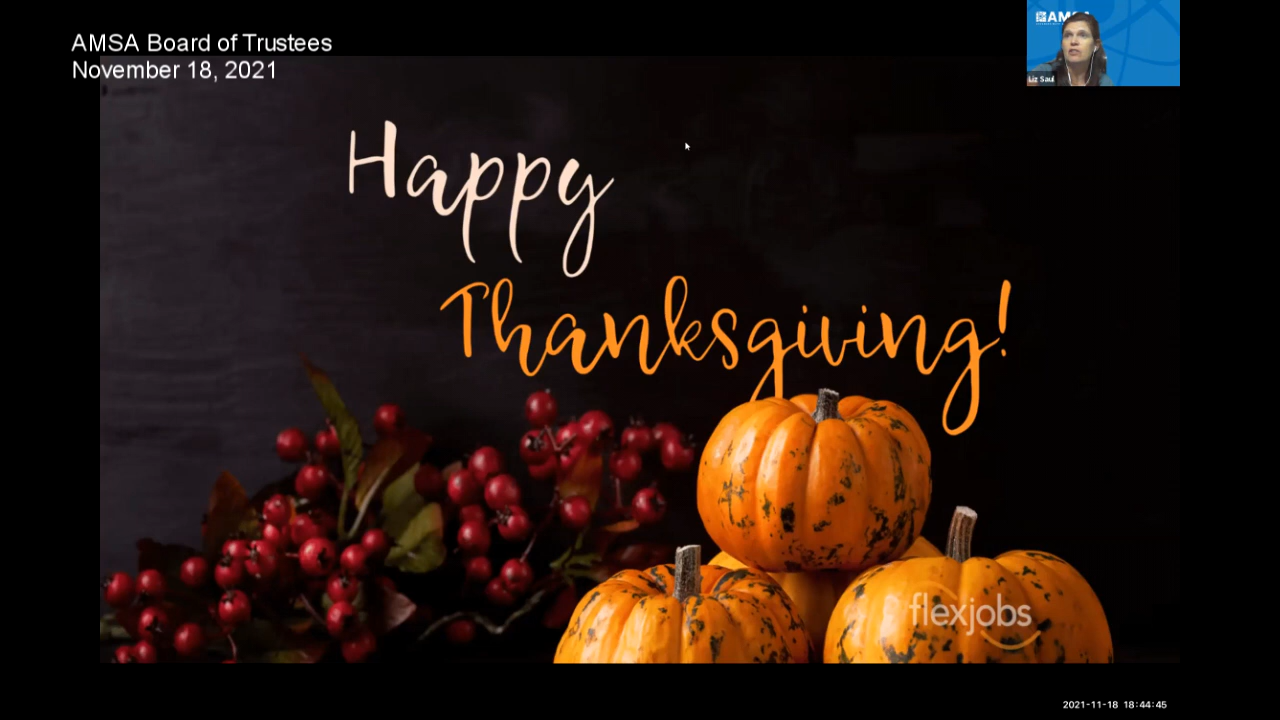 AMSA Board of Trustees
November 18, 2021
Liz Saul
Happy
Thanksgiving!
flexjobs
2021-11-18 18:44:45